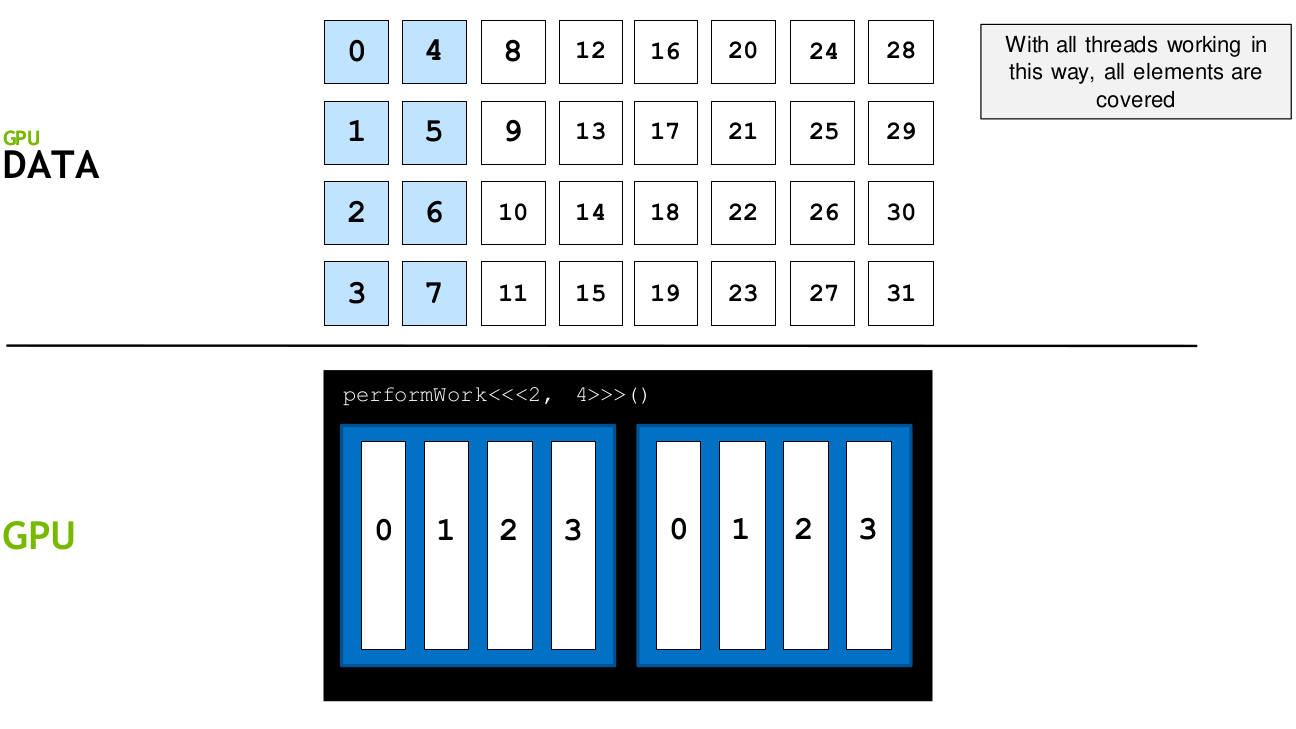 0 4 8 12 16 20 24 28
1 5 9 13 17 21 25 29
2 6 10 14 18 22 26 30
3 7 11 15 19 23 27 31
With all threads working in
this way, all elements are
covered
GPU
DATA
performWork<<<2, 4>>>()
0 1 2 3 0 1 2 3
GPU